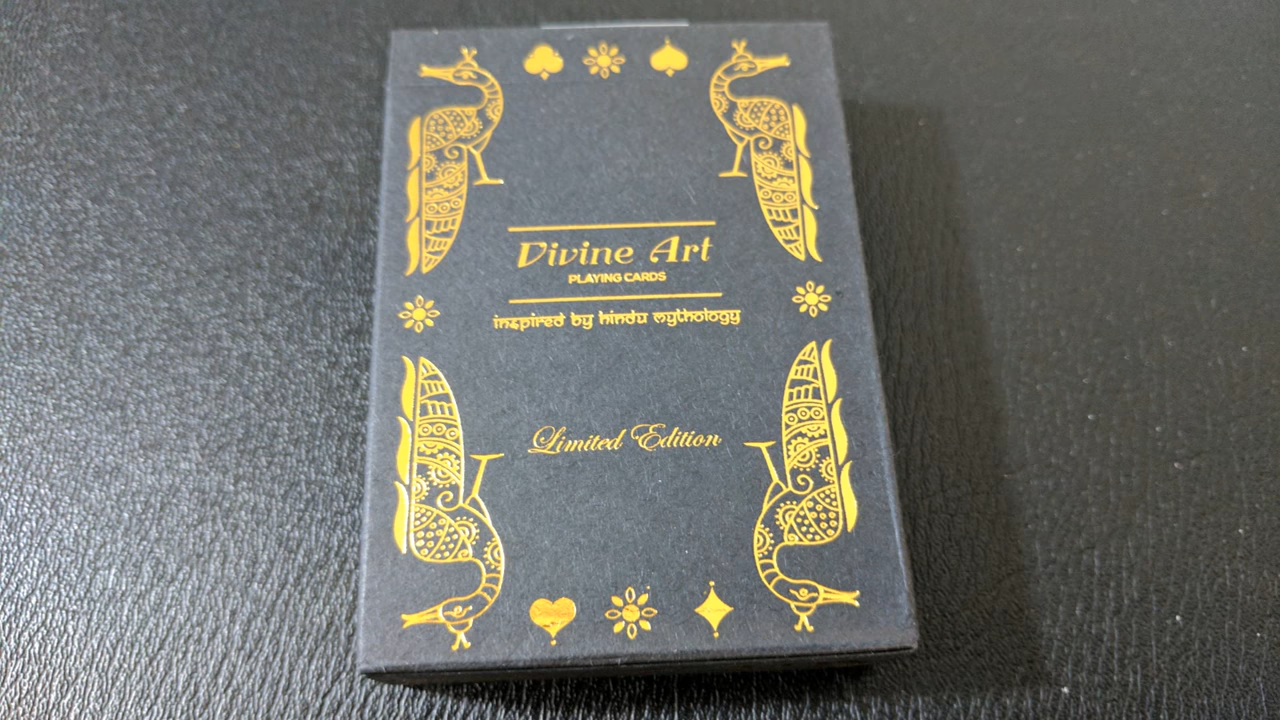 Divine Art
PLAYING CARDS
inspired by hindu mythology
Limited Edition